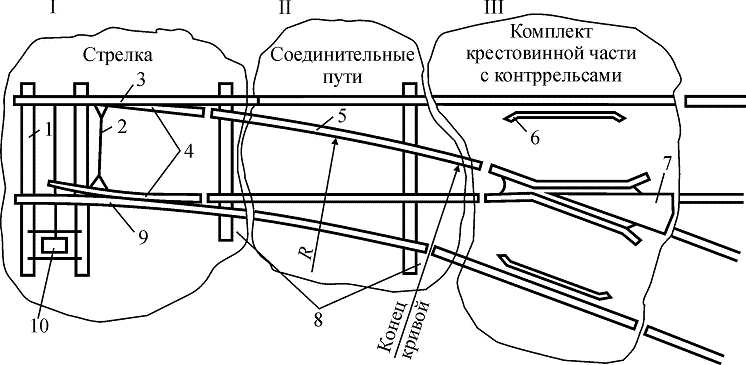 I
II
III
Стрелка
Соединительные
пути
Комплект
крестовинной части
с контррельсами
3
1
2
4
5
6
7
9
10
R
8
Конец
кривой